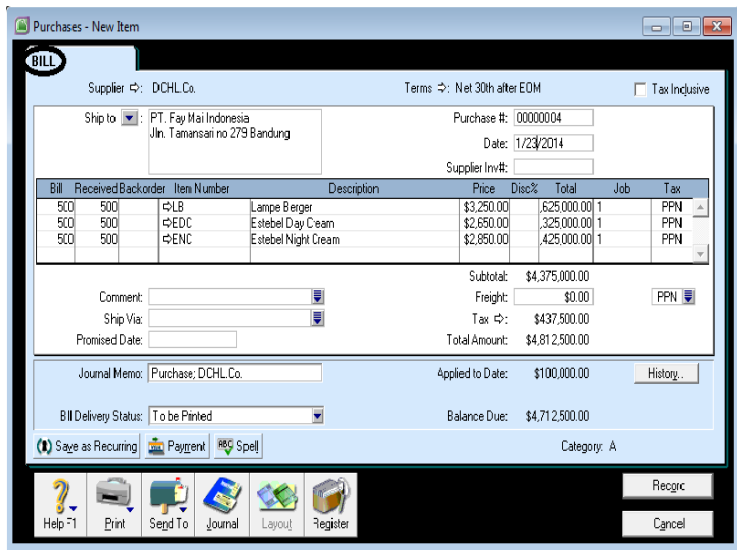 Purchases - New Item
BILL
Supplier ⇨: DCHL.Co. Terms ⇨: Net 30th after EOM Tax Inclusive
Ship to : PT. Fay Mai Indonesia Purchase #: 00000004
Jln. Tamansari no 279 Bandung
Date: 1/23/2014
Supplier Inv#:
Bill Received Backorder Item Number Description Price Disc% Total Job Tax
500 500 ⇨LB Lampe Berger $3,250.00 ,625,000.00 1 PPN
500 500 ⇨EDC Estebel Day Cream $2,650.00 ,325,000.00 1 PPN
500 500 ⇨ENC Estebel Night Cream $2,850.00 ,425,000.00 1 PPN
Subtotal: $4,375,000.00
Comment: Freight: $0.00 PPN
Ship Via: Tax ⇨: $437,500.00
Promised Date: Total Amount: $4,812,500.00
Journal Memo: Purchase; DCHL.Co. Applied to Date: $100,000.00 History..
Bill Delivery Status: To be Printed Balance Due: $4,712,500.00
Save as Recurring Payment ABC Spell Category: A
Help F1 Print Send To Journal Layout Register
Record
Cancel